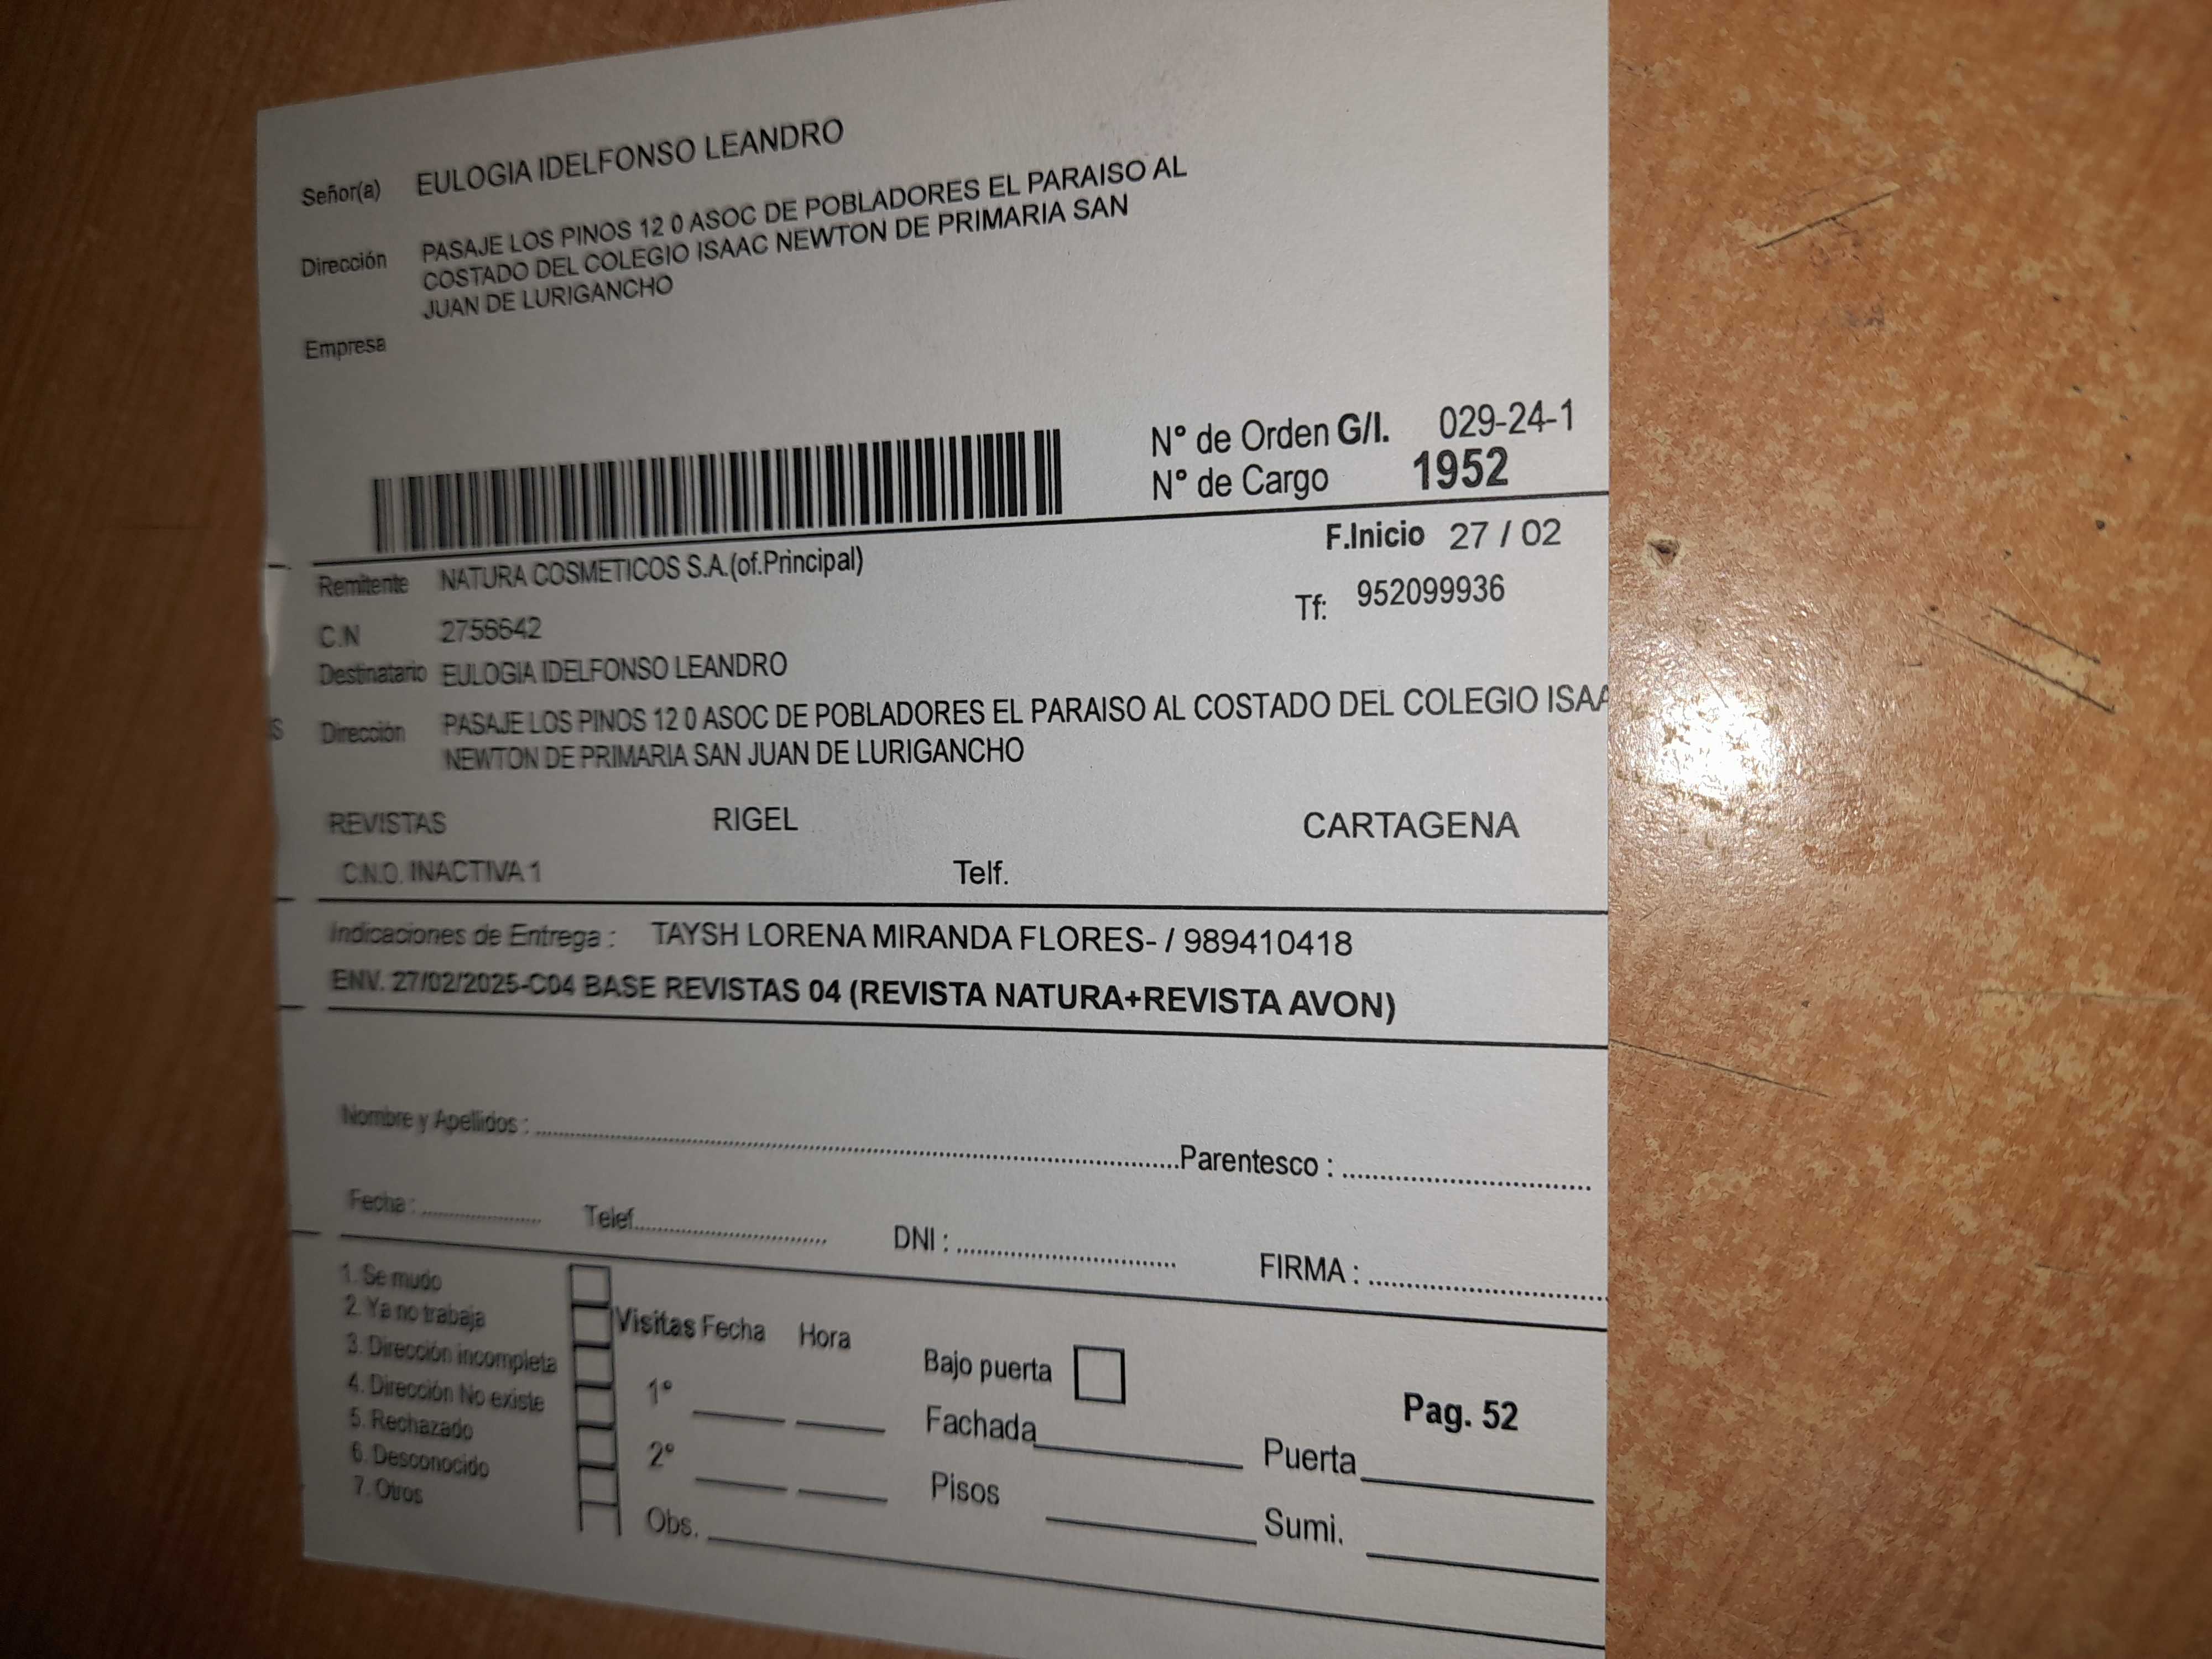 Señor(a) EULOGIA IDELFONSO LEANDRO
Dirección PASAJE LOS PINOS 12 0 ASOC DE POBLADORES EL PARAISO AL
COSTADO DEL COLEGIO ISAAC NEWTON DE PRIMARIA SAN
JUAN DE LURIGANCHO
Empresa
N° de Orden G/I. 029-24-1
N° de Cargo 1952
F.Inicio 27 / 02
Remitente NATURA COSMETICOS S.A.(of.Principal)
Tf: 952099936
C.N 2756642
Destinatario EULOGIA IDELFONSO LEANDRO
Dirección PASAJE LOS PINOS 12 0 ASOC DE POBLADORES EL PARAISO AL COSTADO DEL COLEGIO ISAA
NEWTON DE PRIMARIA SAN JUAN DE LURIGANCHO
REVISTAS RIGEL CARTAGENA
C.N.O. INACTIVA 1 Telf.
Indicaciones de Entrega : TAYSH LORENA MIRANDA FLORES- / 989410418
ENV. 27/02/2025-C04 BASE REVISTAS 04 (REVISTA NATURA+REVISTA AVON)
Nombre y Apellidos : Parentesco :
Fecha : Telef. DNI : FIRMA :
1. Se mudo
2. Ya no trabaja
3. Dirección incompleta
4. Dirección No existe
5. Rechazado
6. Desconocido
7. Otros
Visitas Fecha Hora
1°
2°
Obs.
Bajo puerta
Fachada
Pisos
Pag. 52
Puerta
Sumi.